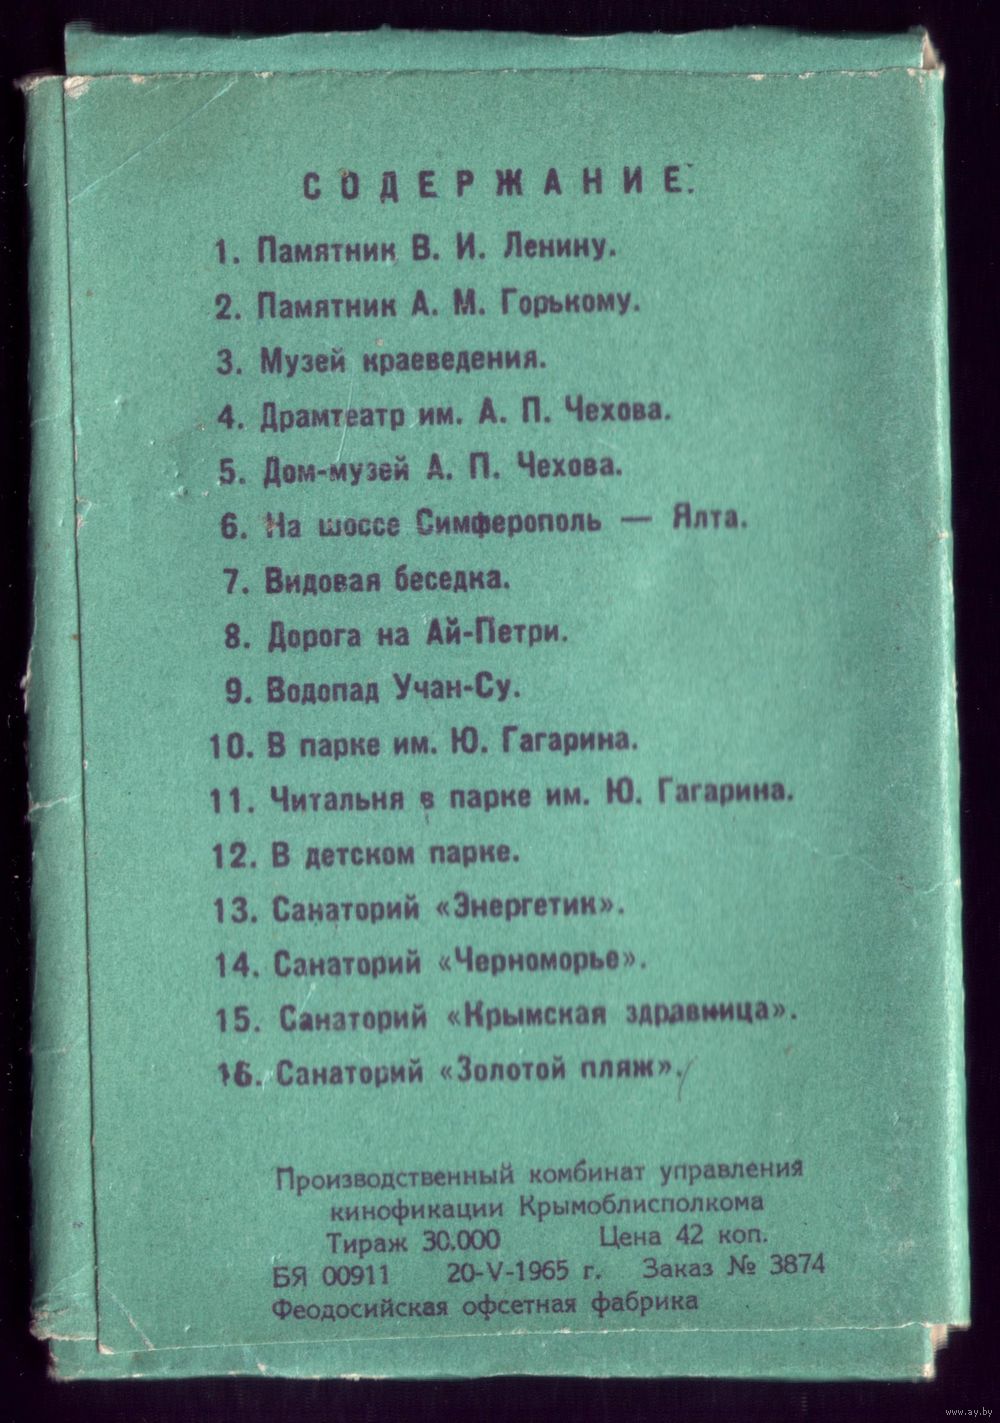 СОДЕРЖАНИЕ:
1. Памятник В. И. Ленину.
2. Памятник А. М. Горькому.
3. Музей краеведения.
4. Драмтеатр им. А. П. Чехова.
5. Дом-музей А. П. Чехова.
6. На шоссе Симферополь — Ялта.
7. Видовая беседка.
8. Дорога на Ай-Петри.
9. Водопад Учан-Су.
10. В парке им. Ю. Гагарина.
11. Читальня в парке им. Ю. Гагарина.
12. В детском парке.
13. Санаторий «Энергетик».
14. Санаторий «Черноморье».
15. Санаторий «Крымская здравница».
16. Санаторий «Золотой пляж».
Производственный комбинат управления
кинофикации Крымоблисполкома
Тираж 30.000 Цена 42 коп.
БЯ 00911 20-V-1965 г. Заказ № 3874
Феодосийская офсетная фабрика
www.ay.by